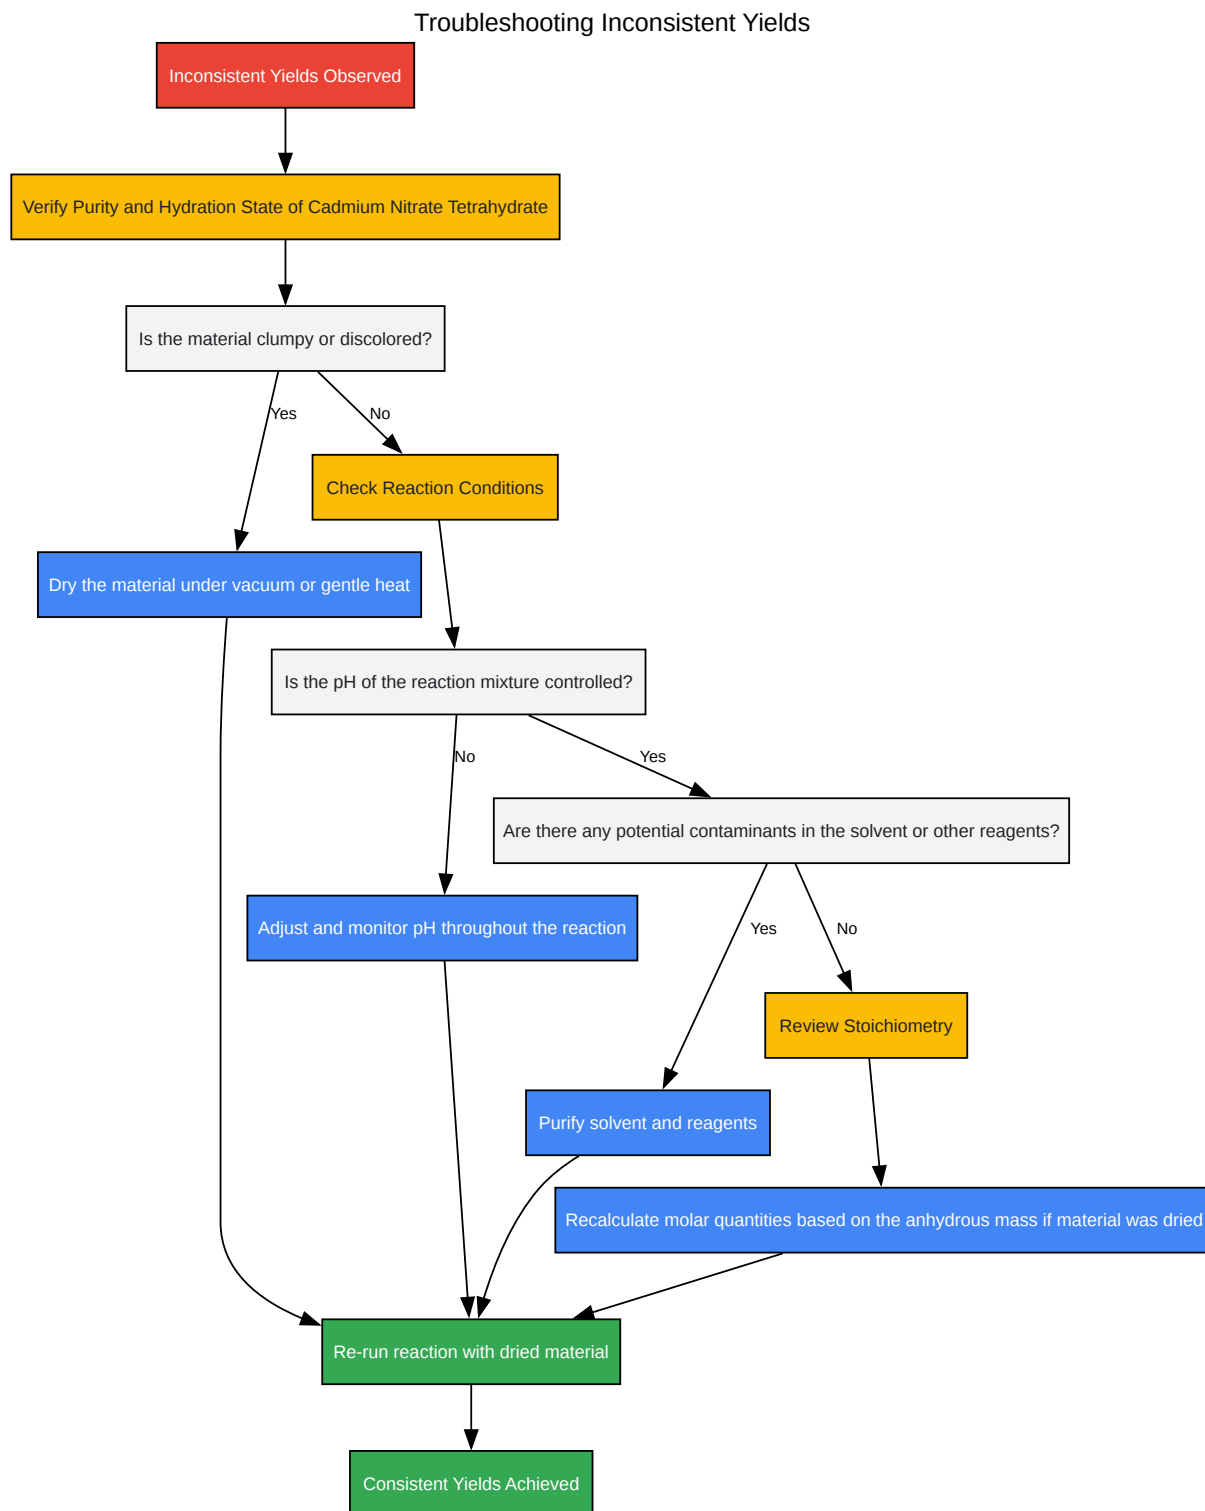 Troubleshooting Inconsistent Yields
Inconsistent Yields Observed
Verify Purity and Hydration State of Cadmium Nitrate Tetrahydrate
Is the material clumpy or discolored?
Yes
No
Check Reaction Conditions
Dry the material under vacuum or gentle heat
Is the pH of the reaction mixture controlled?
No
Yes
Are there any potential contaminants in the solvent or other reagents?
Adjust and monitor pH throughout the reaction
Yes
No
Review Stoichiometry
Purify solvent and reagents
Recalculate molar quantities based on the anhydrous mass if material was dried
Re-run reaction with dried material
Consistent Yields Achieved